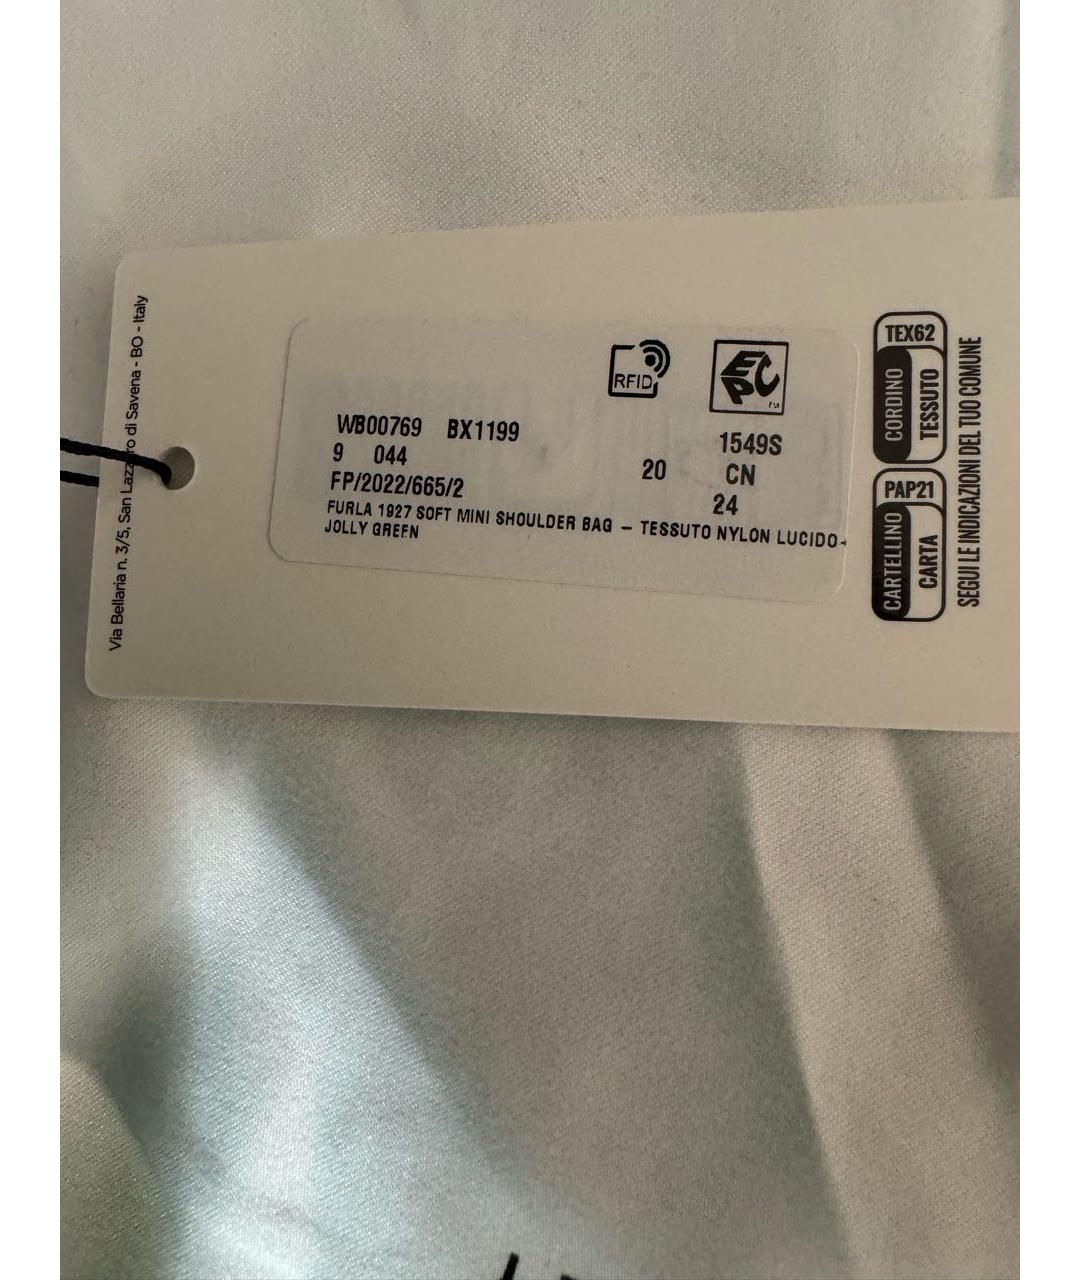 Via Bellaria n. 3/5, San Lazzaro di Savena - BO - Italy
RFID
EPC
TM
WB00769 BX1199 1549S
9 044 20 CN
FP/2022/665/2 24
FURLA 1927 SOFT MINI SHOULDER BAG – TESSUTO NYLON LUCIDO-
JOLLY GREEN
TEX62
CORDINO
TESSUTO
PAP21
CARTELLINO
CARTA
SEGUI LE INDICAZIONI DEL TUO COMUNE